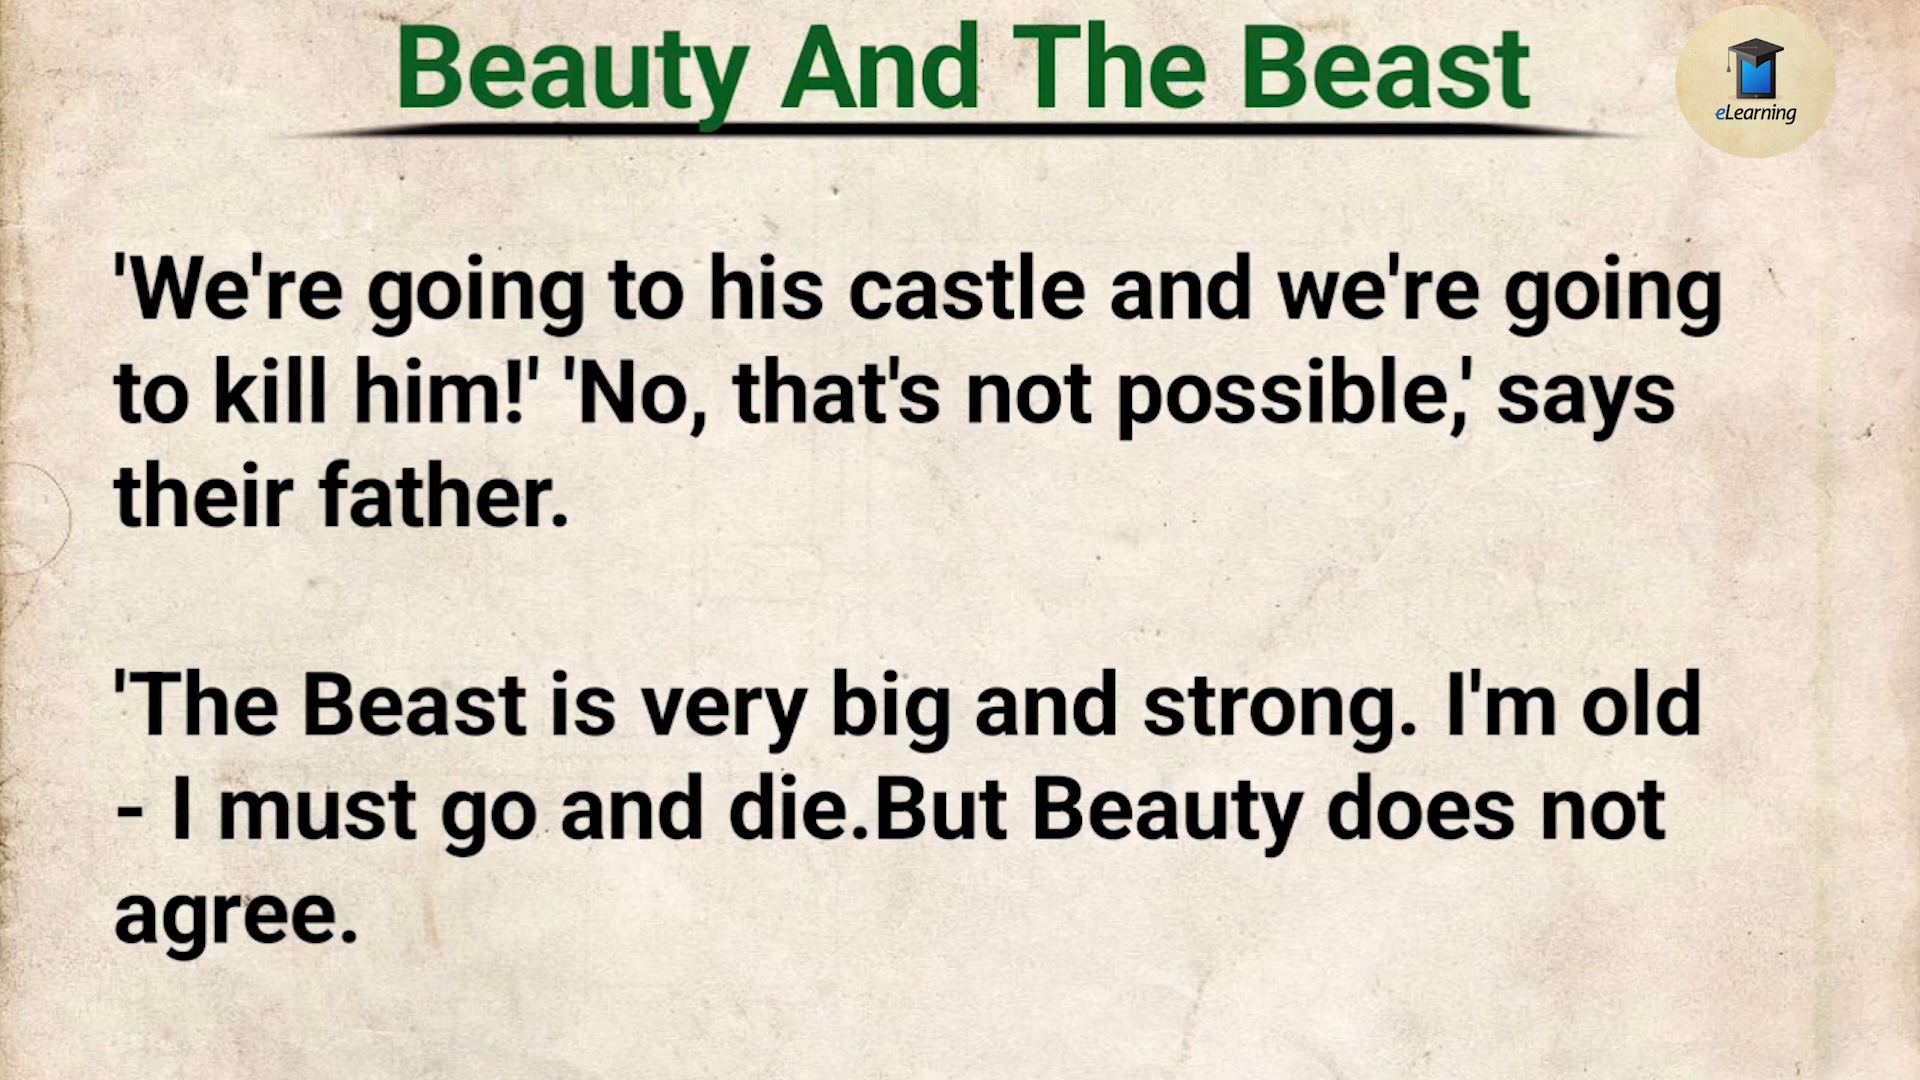 Beauty And The Beast
eLearning
'We're going to his castle and we're going
to kill him!' 'No, that's not possible,' says
their father.
'The Beast is very big and strong. I'm old
- I must go and die.But Beauty does not
agree.